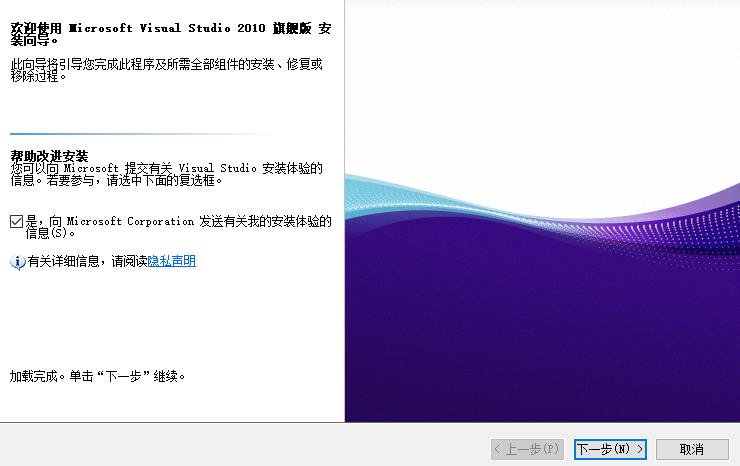 欢迎使用 Microsoft Visual Studio 2010 旗舰版 安
装向导。
此向导将引导您完成此程序及所需全部组件的安装、修复或
移除过程。
帮助改进安装
您可以向 Microsoft 提交有关 Visual Studio 安装体验的
信息。若要参与,请选中下面的复选框。
是,向 Microsoft Corporation 发送有关我的安装体验的
信息(S)。
有关详细信息,请阅读隐私声明
加载完成。单击“下一步”继续。
< 上一步(P) 下一步(N) > 取消